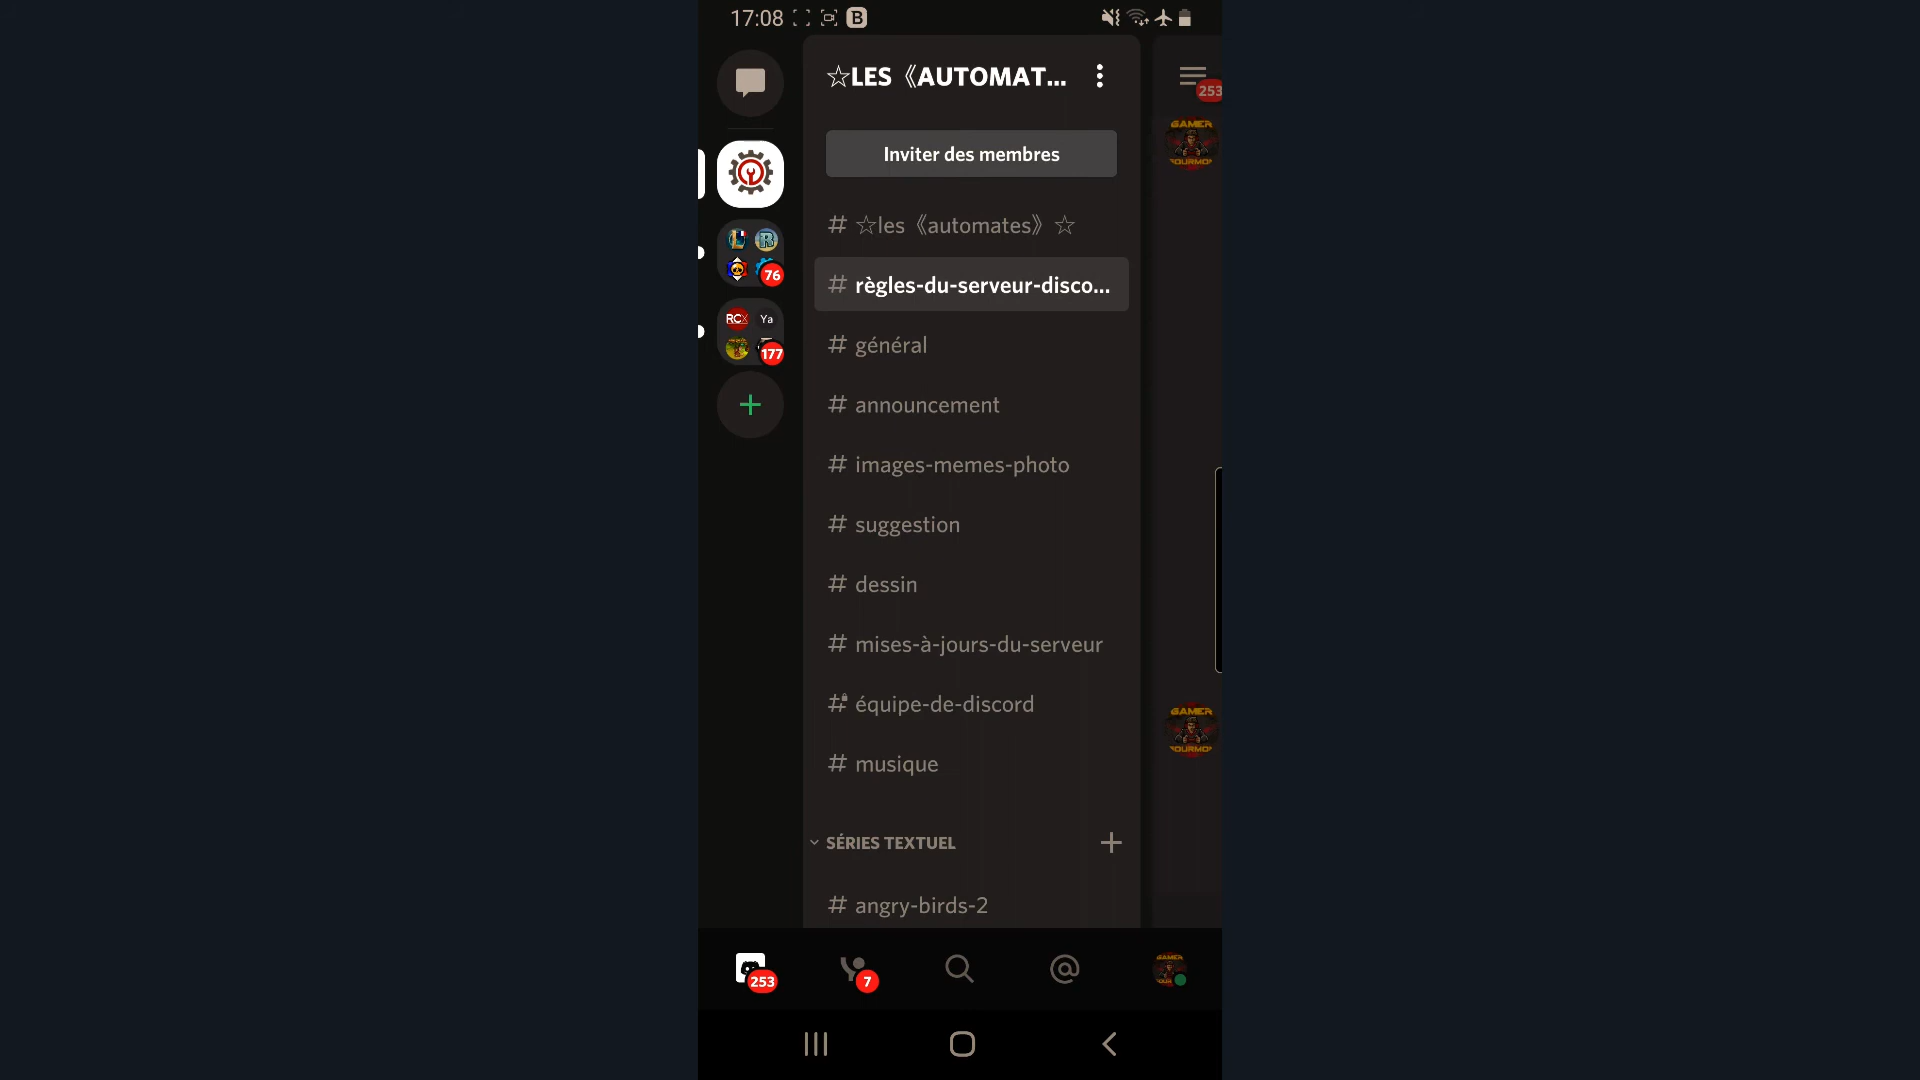 17:08
B
☆LES《AUTOMAT...
253
Inviter des membres
# ☆les《automates》☆
# règles-du-serveur-disco...
76
# général
RCX Ya
177
# announcement
# images-memes-photo
# suggestion
# dessin
# mises-à-jours-du-serveur
# équipe-de-discord
GAMER
# musique
SÉRIES TEXTUEL
# angry-birds-2
253
7
@